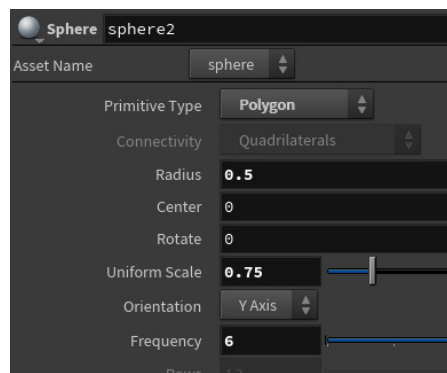 Sphere sphere2
Asset Name sphere
Primitive Type Polygon
Connectivity Quadrilaterals
Radius 0.5
Center 0
Rotate 0
Uniform Scale 0.75
Orientation Y Axis
Frequency 6